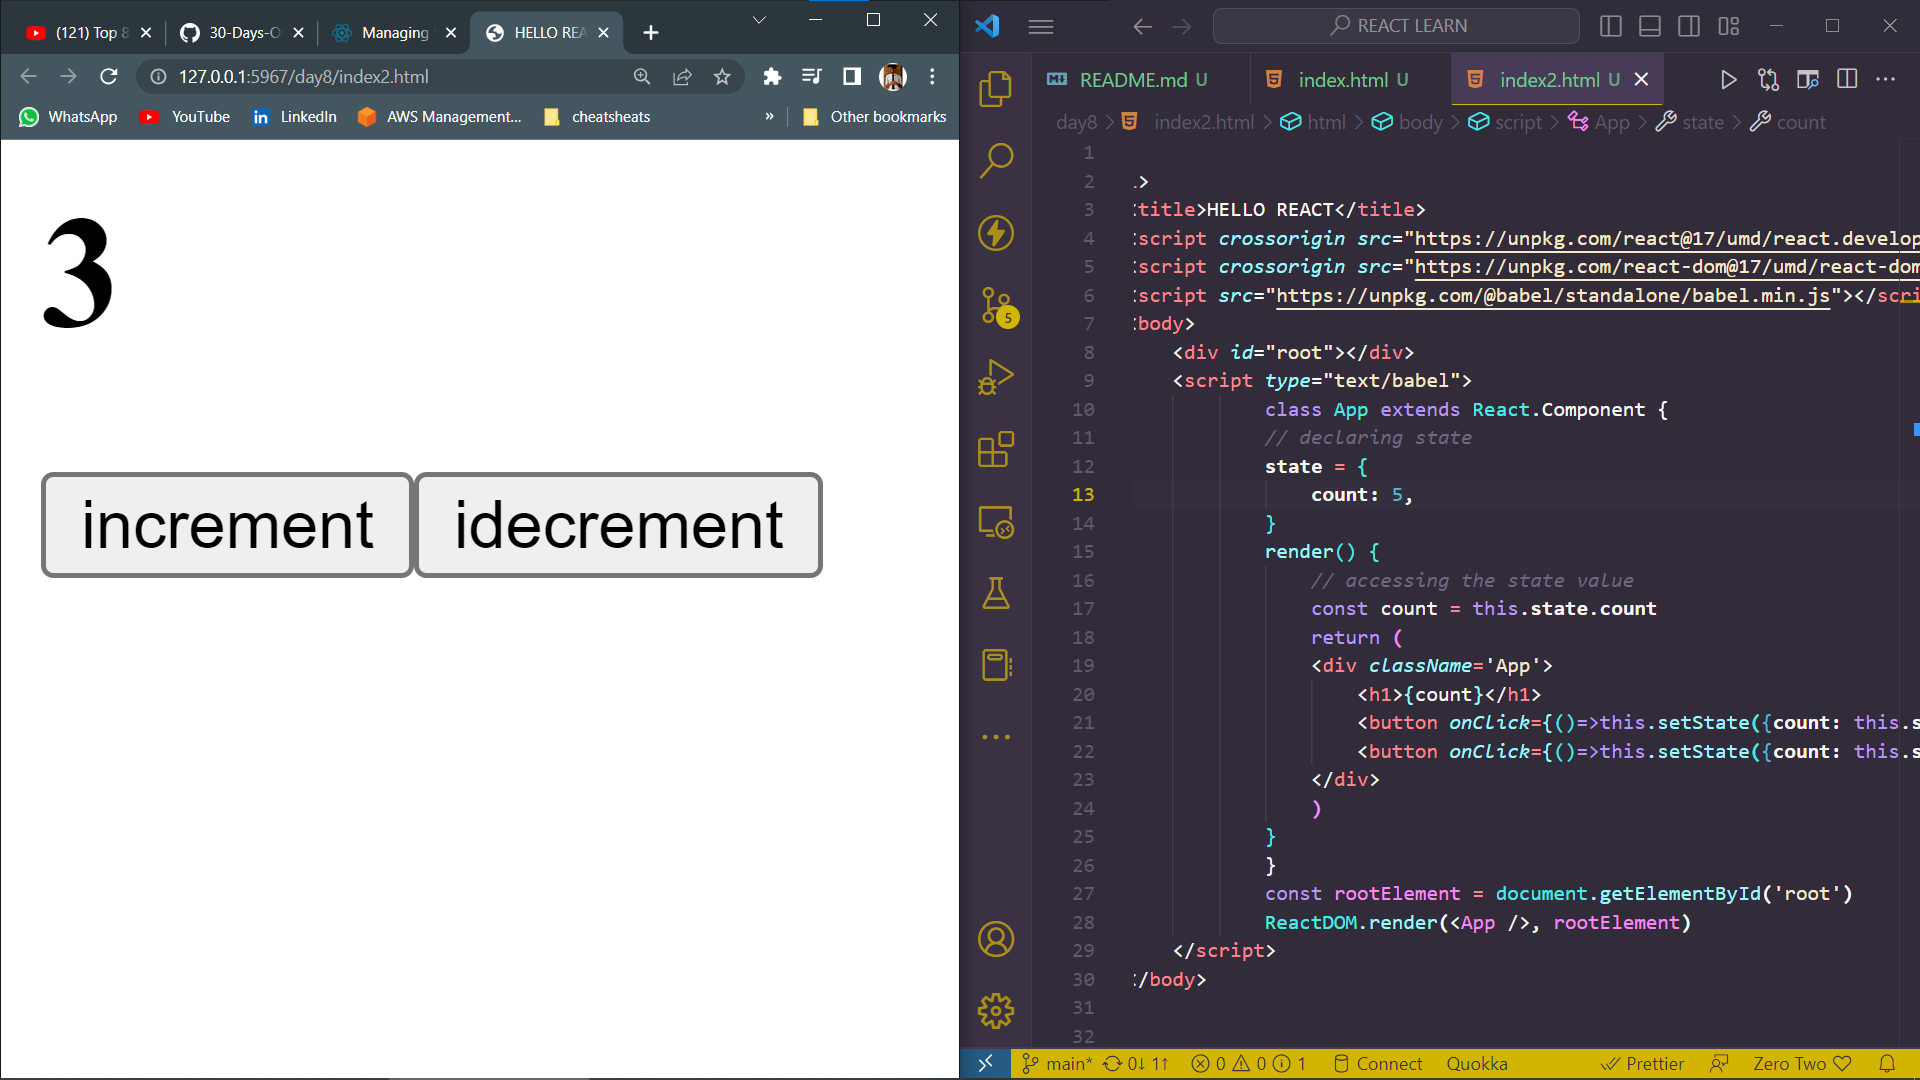 (121) Top 8
30-Days-O
Managing
HELLO REA
127.0.0.1:5967/day8/index2.html
WhatsApp YouTube LinkedIn AWS Management... cheatsheats » Other bookmarks
3
increment idecrement
REACT LEARN
README.md U index.html U index2.html U
day8 > index2.html > html > body > script > App > state > count
5
1
2 >
3 title>HELLO REACT</title>
4 script crossorigin src="https://unpkg.com/react@17/umd/react.develop
5 script crossorigin src="https://unpkg.com/react-dom@17/umd/react-dom
6 script src="https://unpkg.com/@babel/standalone/babel.min.js"></scri
7 body>
8 <div id="root"></div>
9 <script type="text/babel">
10 class App extends React.Component {
11 // declaring state
12 state = {
13 count: 5,
14 }
15 render() {
16 // accessing the state value
17 const count = this.state.count
18 return (
19 <div className='App'>
20 <h1>{count}</h1>
21 <button onClick={()=>this.setState({count: this.s
22 <button onClick={()=>this.setState({count: this.s
23 </div>
24 )
25 }
26 }
27 const rootElement = document.getElementById('root')
28 ReactDOM.render(<App />, rootElement)
29 </script>
30 /body>
31
32
main* 0↓ 1↑ 0 0 1 Connect Quokka Prettier Zero Two